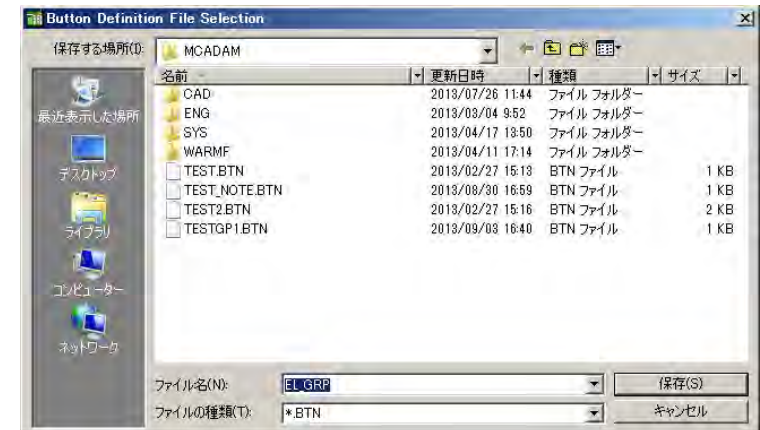 Button Definition File Selection
保存する場所(I):
MCADAM
名前 更新日時 種類 サイズ
CAD 2013/07/26 11:44 ファイル フォルダー
ENG 2013/03/04 9:52 ファイル フォルダー
SYS 2013/04/17 13:50 ファイル フォルダー
WARMF 2013/04/11 17:14 ファイル フォルダー
TEST.BTN 2013/02/27 15:13 BTN ファイル 1 KB
TEST_NOTE.BTN 2013/08/30 16:59 BTN ファイル 1 KB
TEST2.BTN 2013/02/27 15:16 BTN ファイル 2 KB
TESTGP1.BTN 2013/09/03 16:40 BTN ファイル 1 KB
最近表示した場所
デスクトップ
ライブラリ
コンピューター
ネットワーク
ファイル名(N): EL_GRP 保存(S)
ファイルの種類(T): *.BTN キャンセル